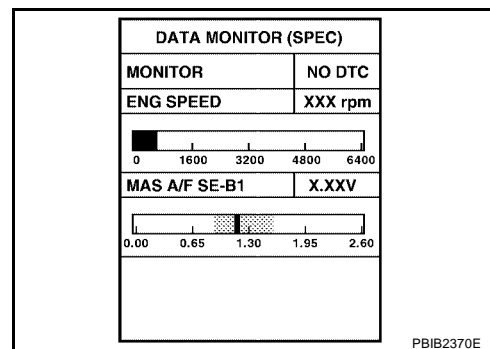 DATA MONITOR (SPEC)
MONITOR NO DTC
ENG SPEED XXX rpm
0 1600 3200 4800 6400
MAS A/F SE-B1 X.XXV
0.00 0.65 1.30 1.95 2.60
PBIB2370E